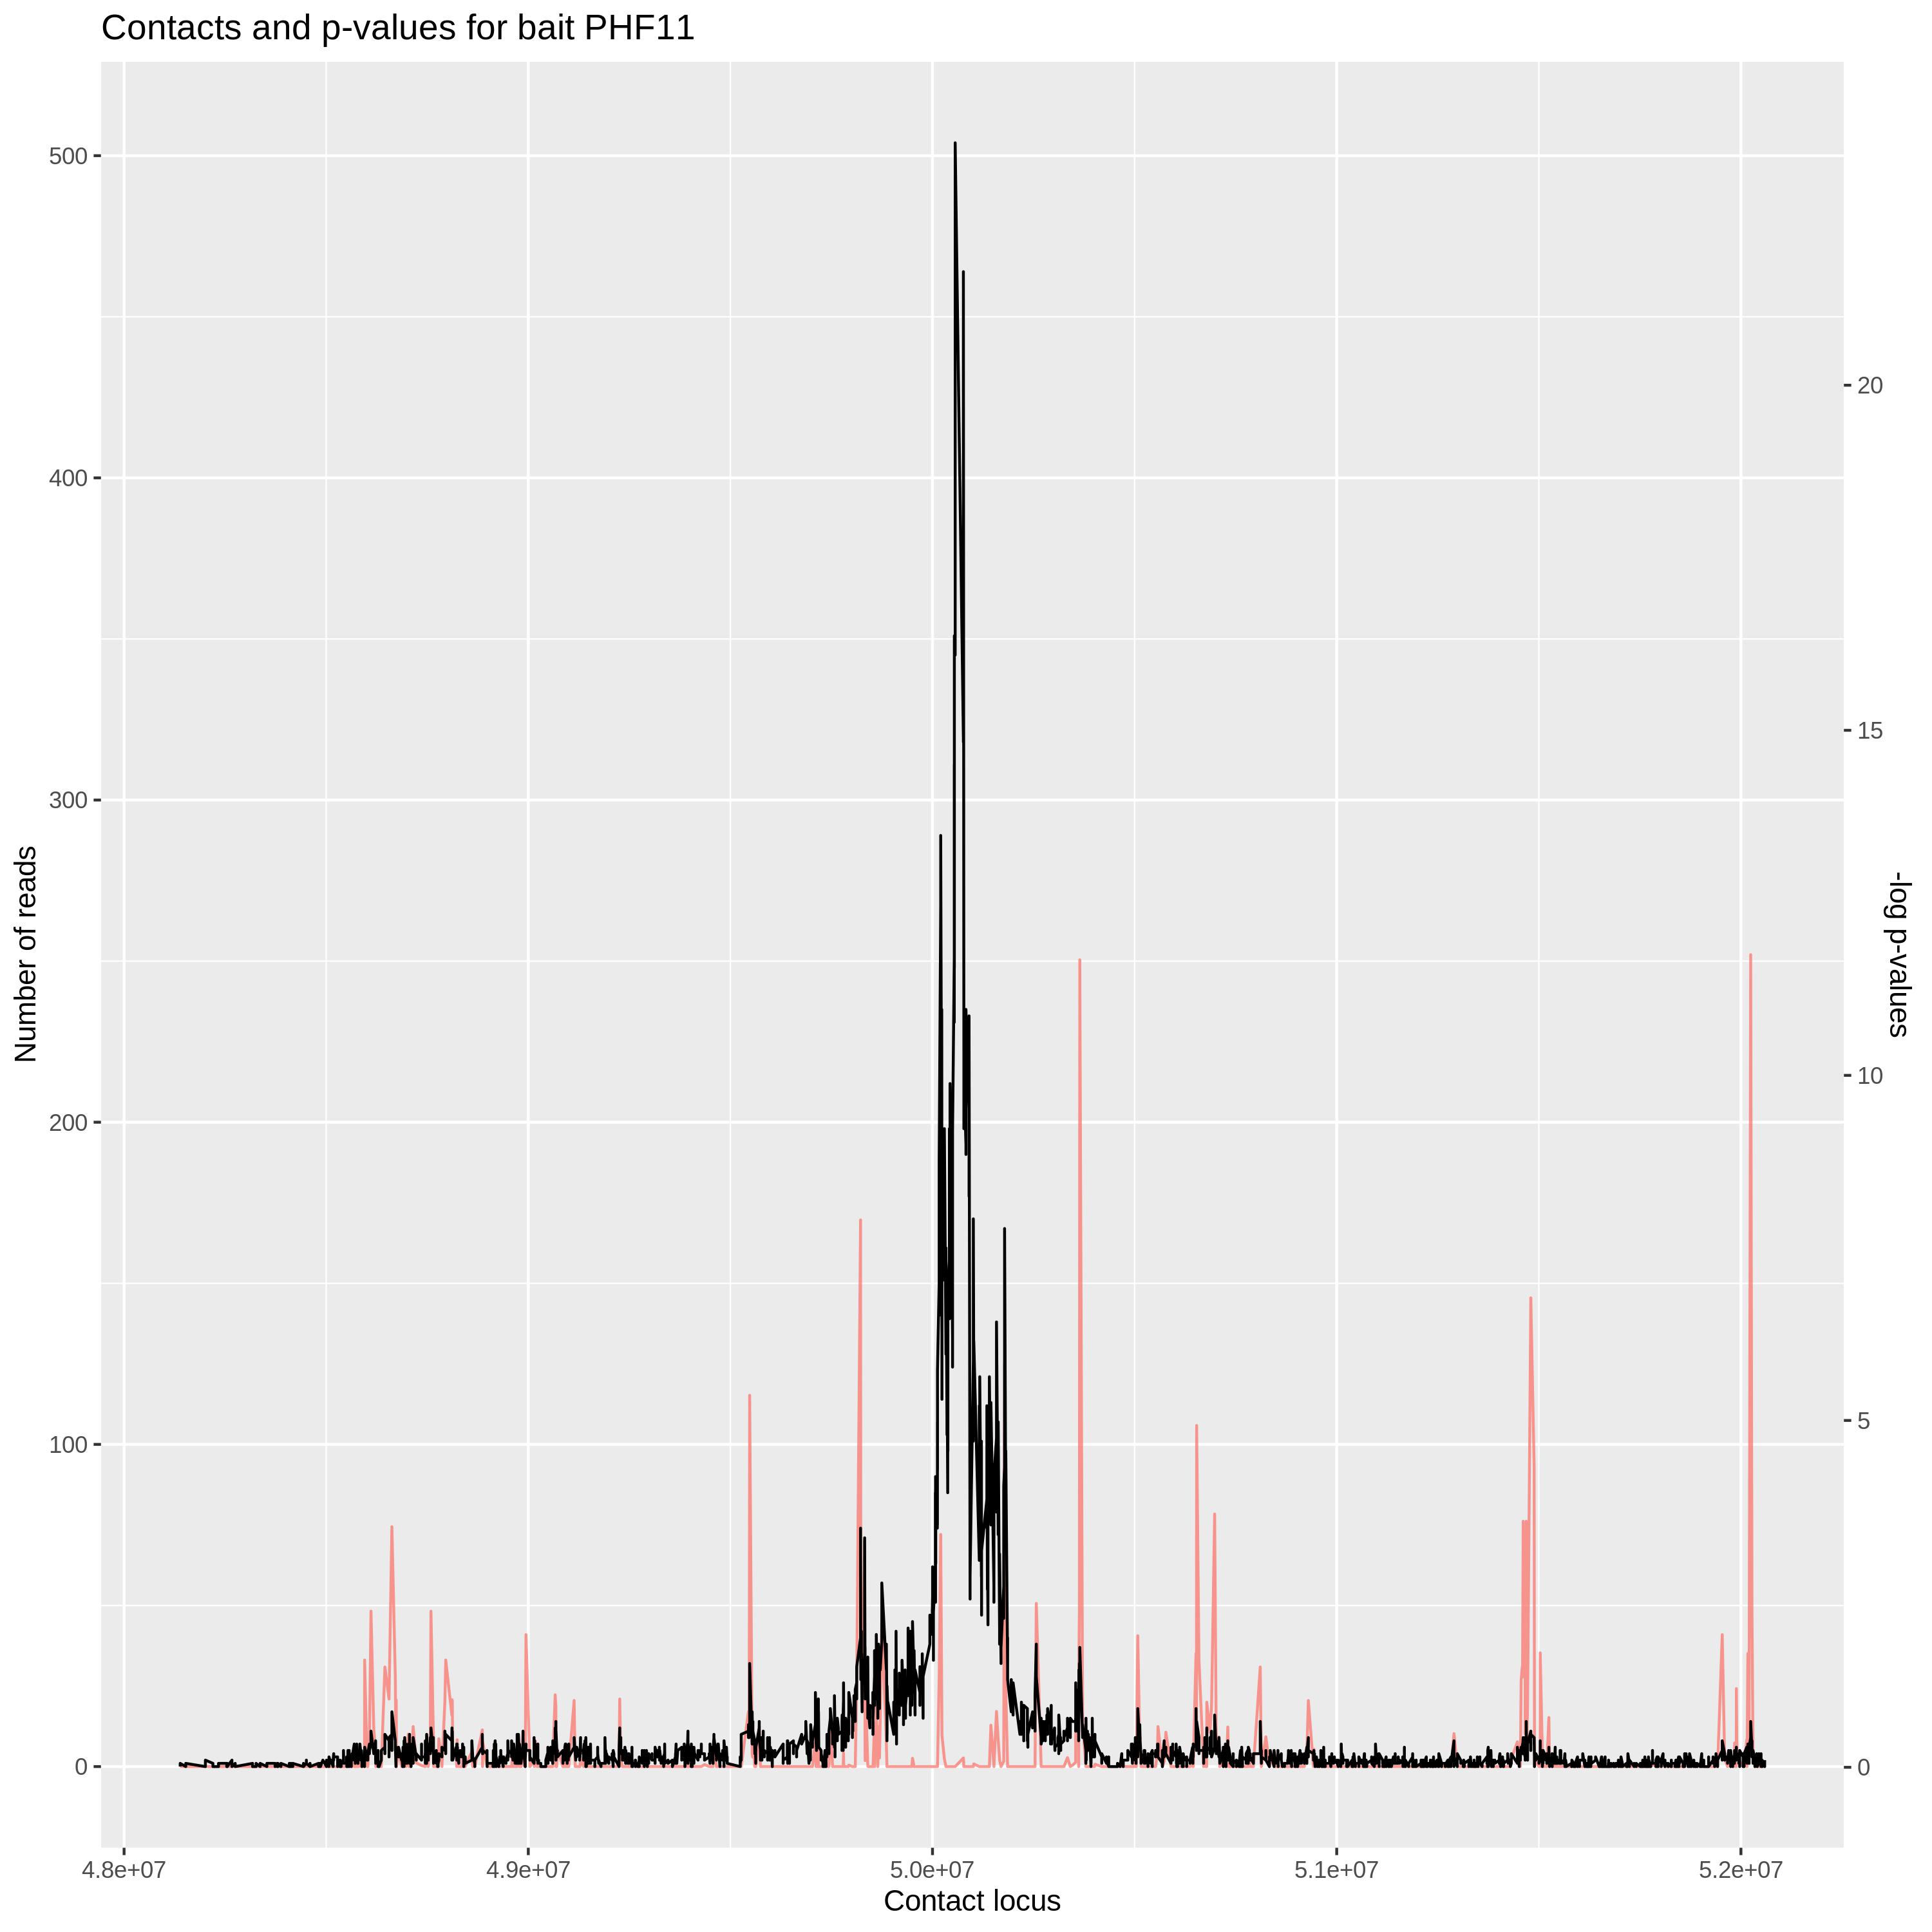 Contacts and p-values for bait PHF11
500
400
300
200
100
0
Number of reads
20
15
10
5
0
-log p-values
4.8e+07
4.9e+07
5.0e+07
5.1e+07
5.2e+07
Contact locus